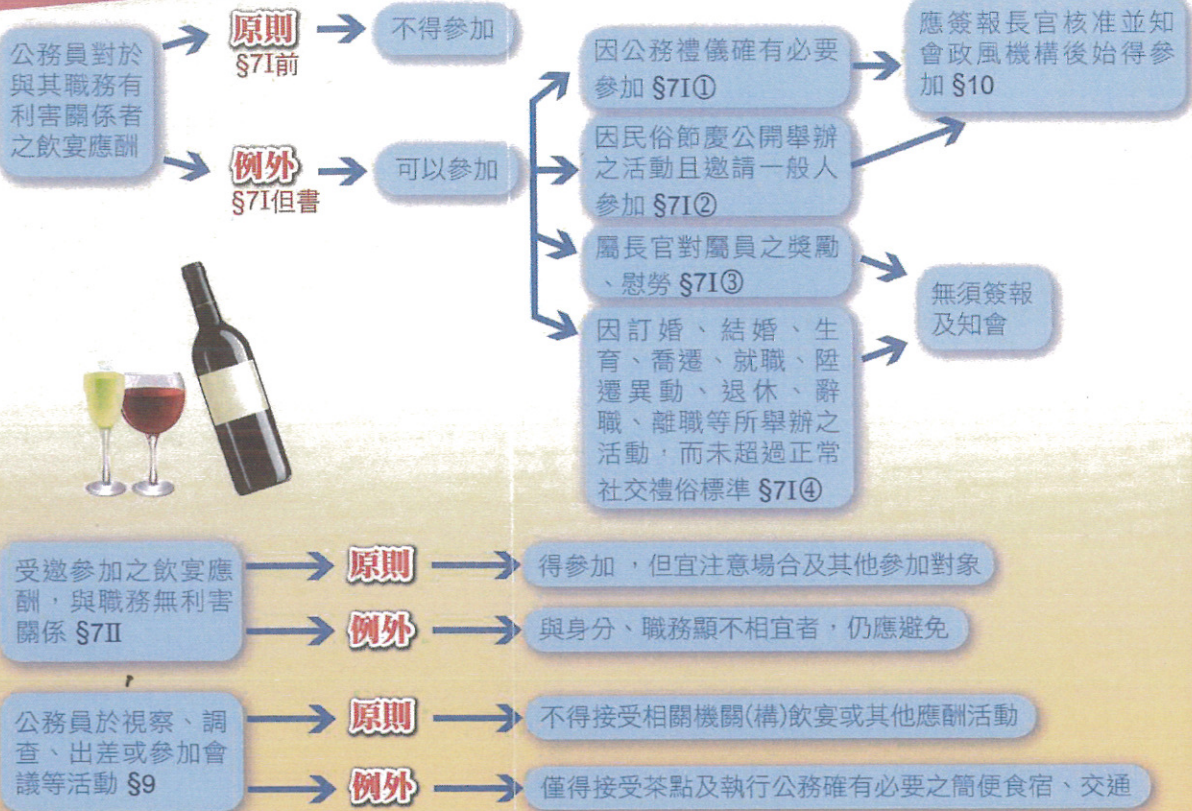 公務員對於
與其職務有
利害關係者
之飲宴應酬
原則
§7I前
不得參加
例外
§7I但書
可以參加
因公務禮儀確有必要
參加 §7I①
因民俗節慶公開舉辦
之活動且邀請一般人
參加 §7I②
應簽報長官核准並知
會政風機構後始得參
加 §10
屬長官對屬員之獎勵
、慰勞 §7I③
因訂婚、結婚、生
育、喬遷、就職、陞
遷異動、退休、辭
職、離職等所舉辦之
活動，而未超過正常
社交禮俗標準 §7I④
無須簽報
及知會
受邀參加之飲宴應
酬，與職務無利害
關係 §7II
原則
得參加 ，但宜注意場合及其他參加對象
例外
與身分、職務顯不相宜者，仍應避免
公務員於視察、調
查、出差或參加會
議等活動 §9
原則
不得接受相關機關(構)飲宴或其他應酬活動
例外
僅得接受茶點及執行公務確有必要之簡便食宿、交通